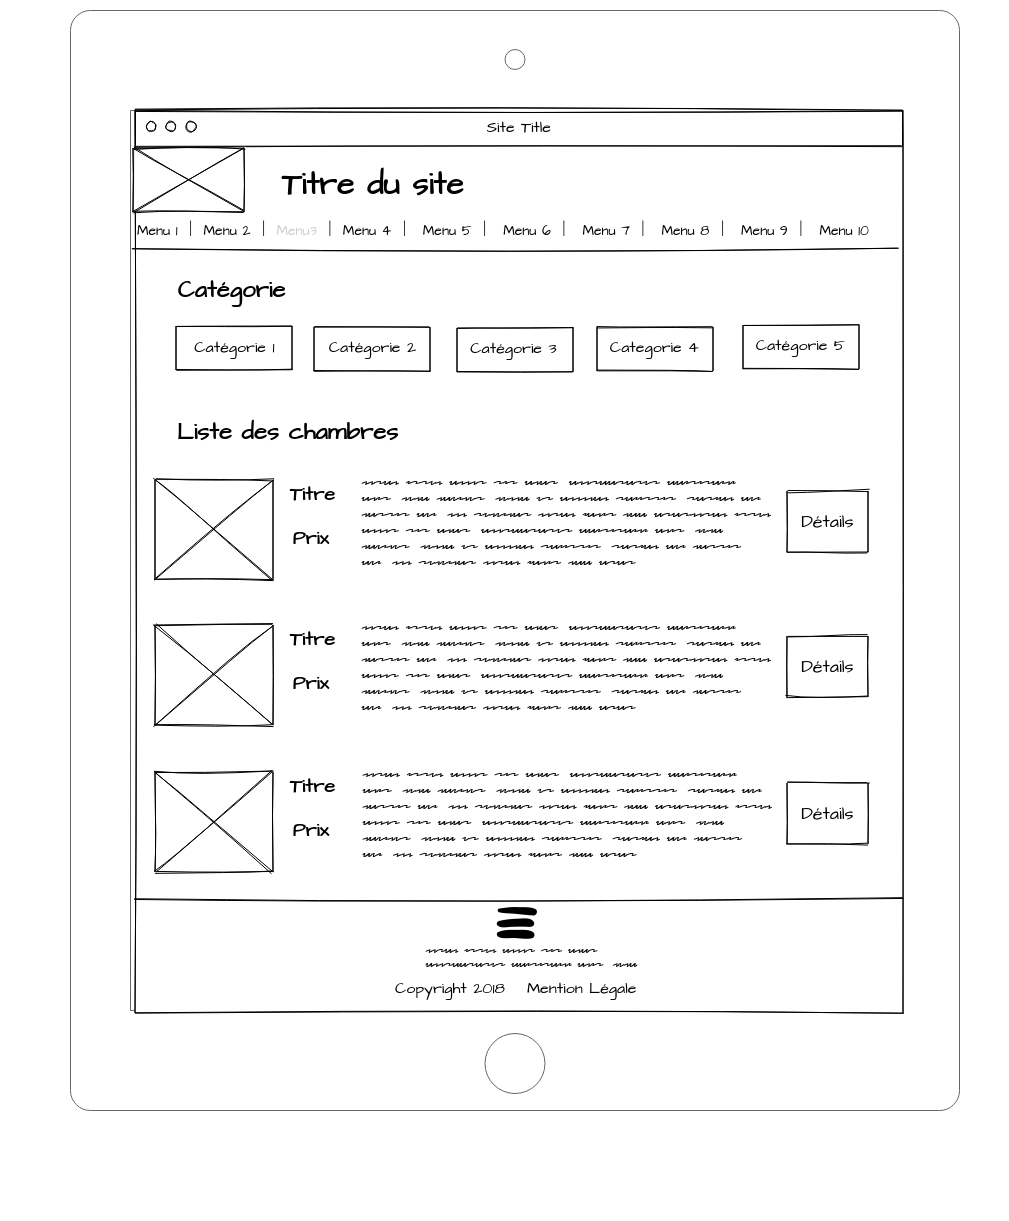 Site Title
Titre du site
Menu 1 Menu 2 Menu3 Menu 4 Menu 5 Menu 6 Menu 7 Menu 8 Menu 9 Menu 10
Catégorie
Catégorie 1 Catégorie 2 Catégorie 3 Categorie 4 Catégorie 5
Liste des chambres
Titre
Prix
Détails
Titre
Prix
Détails
Titre
Prix
Détails
Copyright 2018 Mention Légale